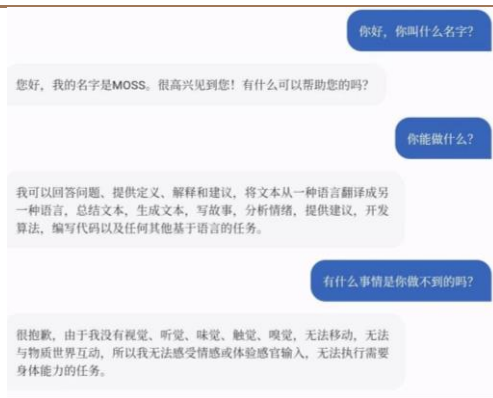 你好，你叫什么名字？
您好，我的名字是MOSS。很高兴见到您！有什么可以帮助您的吗？
你能做什么？
我可以回答问题、提供定义、解释和建议，将文本从一种语言翻译成另
一种语言，总结文本，生成文本，写故事，分析情绪，提供建议，开发
算法，编写代码以及任何其他基于语言的任务。
有什么事情是你做不到的吗？
很抱歉，由于我没有视觉、听觉、味觉、触觉、嗅觉，无法移动，无法
与物质世界互动，所以我无法感受情感或体验感官输入，无法执行需要
身体能力的任务。